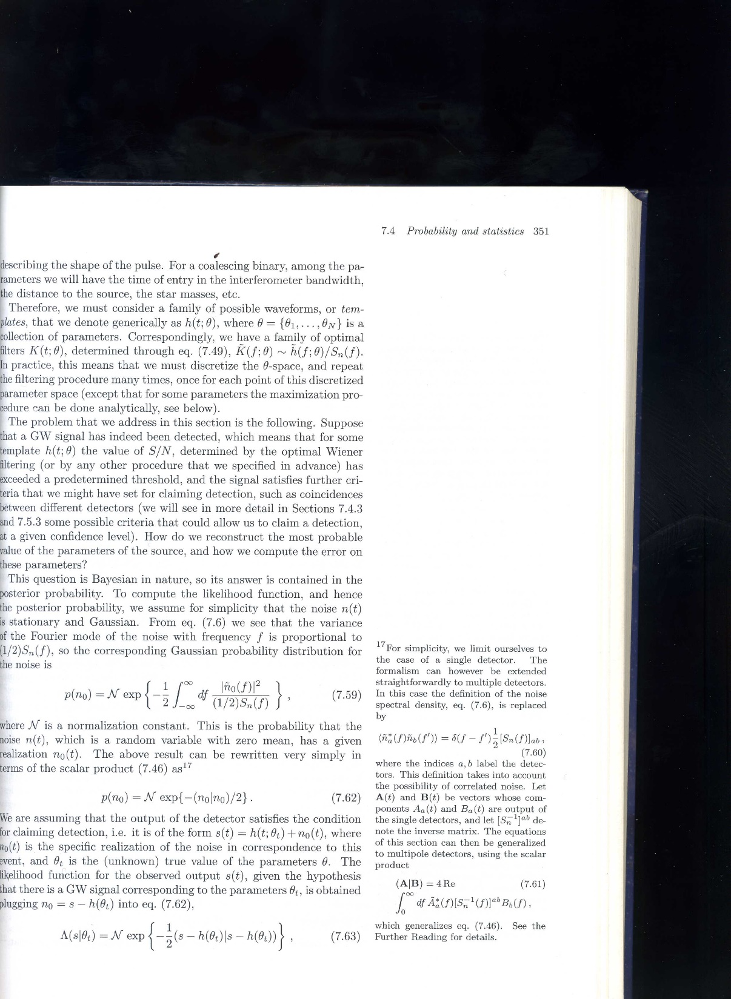 7.4 Probability and statistics 351
describing the shape of the pulse. For a coalescing binary, among the pa-
rameters we will have the time of entry in the interferometer bandwidth,
the distance to the source, the star masses, etc.
Therefore, we must consider a family of possible waveforms, or tem-
plates, that we denote generically as h(t; θ), where θ = {θ₁, . . . , θ_N} is a
collection of parameters. Correspondingly, we have a family of optimal
filters K(t; θ), determined through eq. (7.49), K̃(f; θ) ∼ h̃(f; θ)/Sₙ(f).
In practice, this means that we must discretize the θ-space, and repeat
the filtering procedure many times, once for each point of this discretized
parameter space (except that for some parameters the maximization pro-
cedure can be done analytically, see below).
The problem that we address in this section is the following. Suppose
that a GW signal has indeed been detected, which means that for some
template h(t; θ) the value of S/N, determined by the optimal Wiener
filtering (or by any other procedure that we specified in advance) has
exceeded a predetermined threshold, and the signal satisfies further cri-
teria that we might have set for claiming detection, such as coincidences
between different detectors (we will see in more detail in Sections 7.4.3
and 7.5.3 some possible criteria that could allow us to claim a detection,
at a given confidence level). How do we reconstruct the most probable
value of the parameters of the source, and how we compute the error on
these parameters?
This question is Bayesian in nature, so its answer is contained in the
posterior probability. To compute the likelihood function, and hence
the posterior probability, we assume for simplicity that the noise n(t)
is stationary and Gaussian. From eq. (7.6) we see that the variance
of the Fourier mode of the noise with frequency f is proportional to
(1/2)Sₙ(f), so the corresponding Gaussian probability distribution for
the noise is
p(n₀) = 𝒩 exp { −1/2 ∫_{−∞}^{∞} df |ñ₀(f)|² / (1/2)Sₙ(f) } , (7.59)
where 𝒩 is a normalization constant. This is the probability that the
noise n(t), which is a random variable with zero mean, has a given
realization n₀(t). The above result can be rewritten very simply in
terms of the scalar product (7.46) as¹⁷
p(n₀) = 𝒩 exp{−(n₀|n₀)/2} . (7.62)
We are assuming that the output of the detector satisfies the condition
for claiming detection, i.e. it is of the form s(t) = h(t; θₜ) + n₀(t), where
n₀(t) is the specific realization of the noise in correspondence to this
event, and θₜ is the (unknown) true value of the parameters θ. The
likelihood function for the observed output s(t), given the hypothesis
that there is a GW signal corresponding to the parameters θₜ, is obtained
plugging n₀ = s − h(θₜ) into eq. (7.62),
Λ(s|θₜ) = 𝒩 exp { −1/2 (s − h(θₜ)|s − h(θₜ)) } , (7.63)
¹⁷For simplicity, we limit ourselves to
the case of a single detector. The
formalism can however be extended
straightforwardly to multiple detectors.
In this case the definition of the noise
spectral density, eq. (7.6), is replaced
by
⟨ñ*ₐ(f)ñ_b(f′)⟩ = δ(f − f′) 1/2 [Sₙ(f)]_{ab} ,
(7.60)
where the indices a, b label the detec-
tors. This definition takes into account
the possibility of correlated noise. Let
A(t) and B(t) be vectors whose com-
ponents Aₐ(t) and Bₐ(t) are output of
the single detectors, and let [Sₙ⁻¹]^{ab} de-
note the inverse matrix. The equations
of this section can then be generalized
to multipole detectors, using the scalar
product
(A|B) = 4 Re (7.61)
∫₀^∞ df Ã*ₐ(f)[Sₙ⁻¹(f)]^{ab} B̃_b(f) ,
which generalizes eq. (7.46). See the
Further Reading for details.